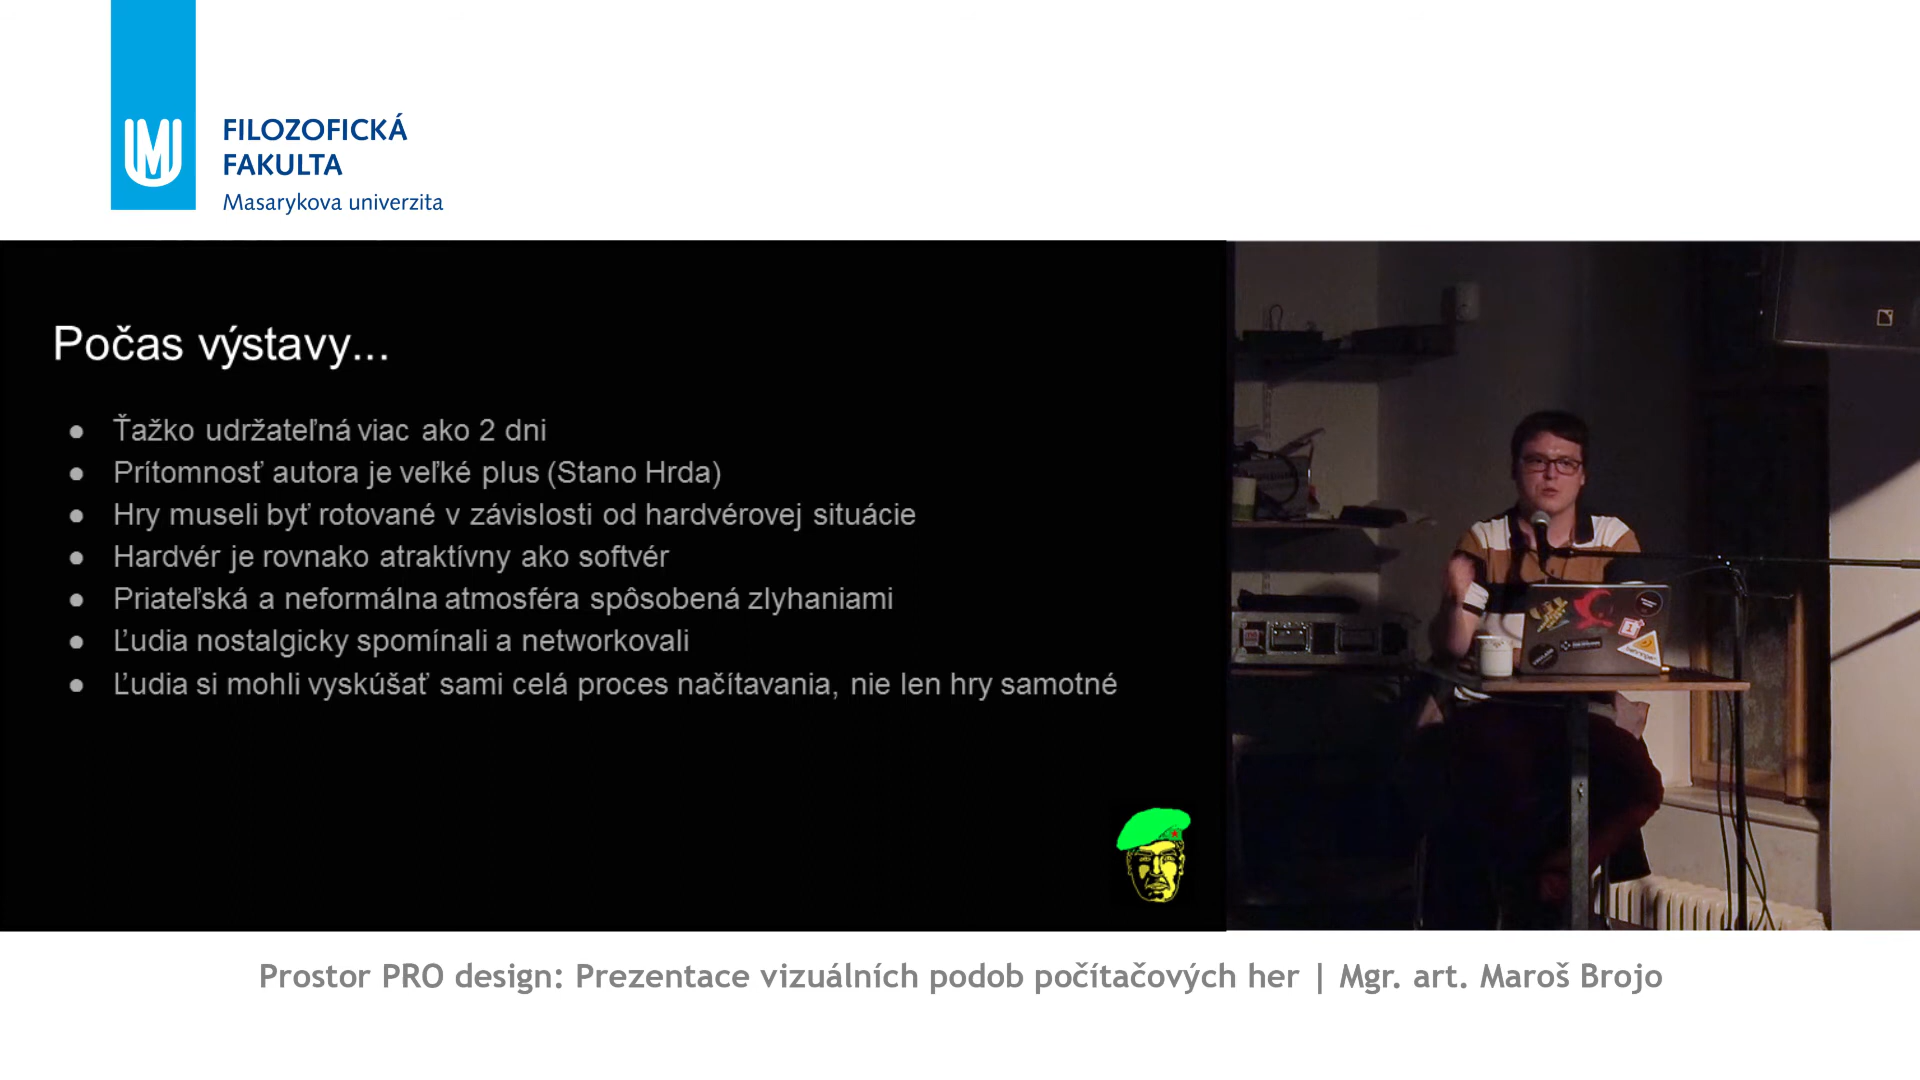 FILOZOFICKÁ
FAKULTA
Masarykova univerzita
Počas výstavy...
● Ťažko udržateľná viac ako 2 dni
● Prítomnosť autora je veľké plus (Stano Hrda)
● Hry museli byť rotované v závislosti od hardvérovej situácie
● Hardvér je rovnako atraktívny ako softvér
● Priateľská a neformálna atmosféra spôsobená zlyhaniami
● Ľudia nostalgicky spomínali a networkovali
● Ľudia si mohli vyskúšať sami celá proces načítavania, nie len hry samotné
Prostor PRO design: Prezentace vizuálních podob počítačových her | Mgr. art. Maroš Brojo